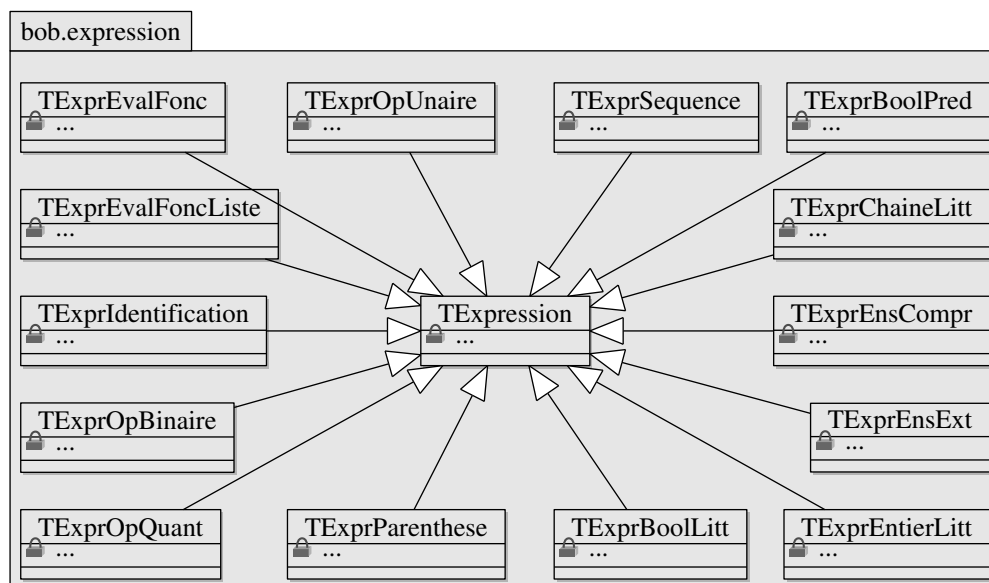 bob.expression
TExprEvalFonc TExprOpUnaire TExprSequence TExprBoolPred
... ... ... ...
TExprEvalFoncListe TExprChaineLitt
... ...
TExprIdentification TExpression TExprEnsCompr
... ... ...
TExprOpBinaire TExprEnsExt
... ...
TExprOpQuant TExprParenthese TExprBoolLitt TExprEntierLitt
... ... ... ...